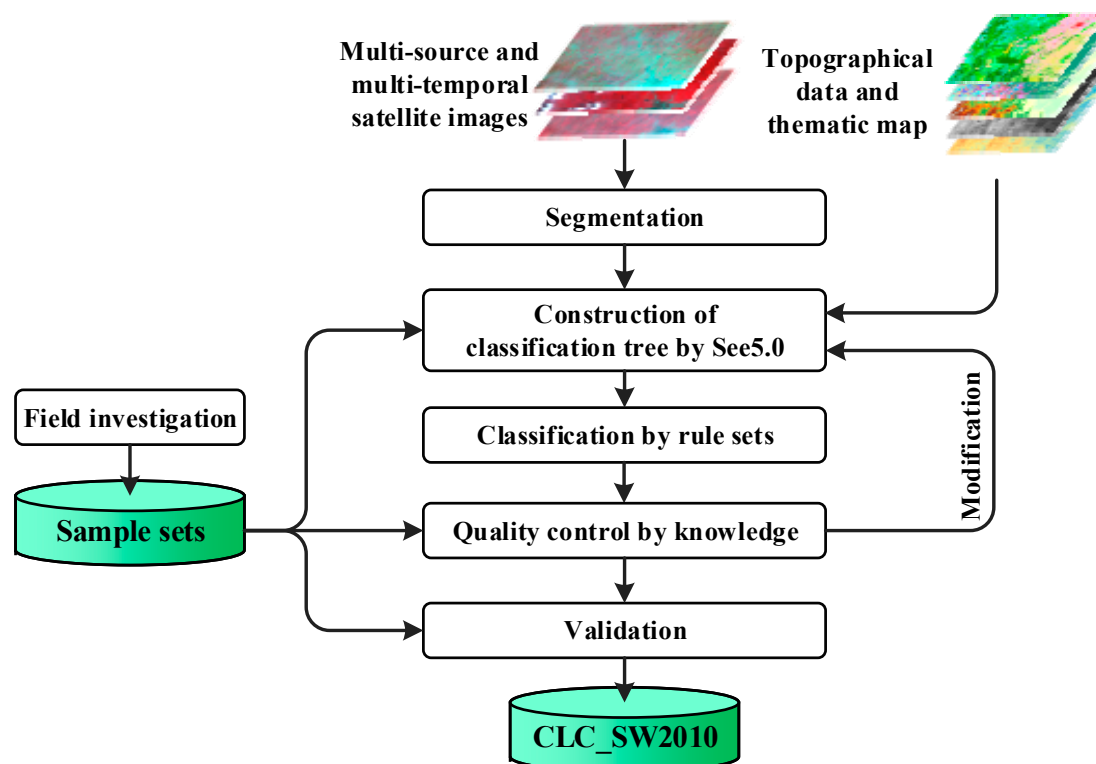 Multi-source and
multi-temporal
satellite images
Topographical
data and
thematic map
Segmentation
Construction of
classification tree by See5.0
Field investigation
Classification by rule sets
Modification
Sample sets
Quality control by knowledge
Validation
CLC_SW2010